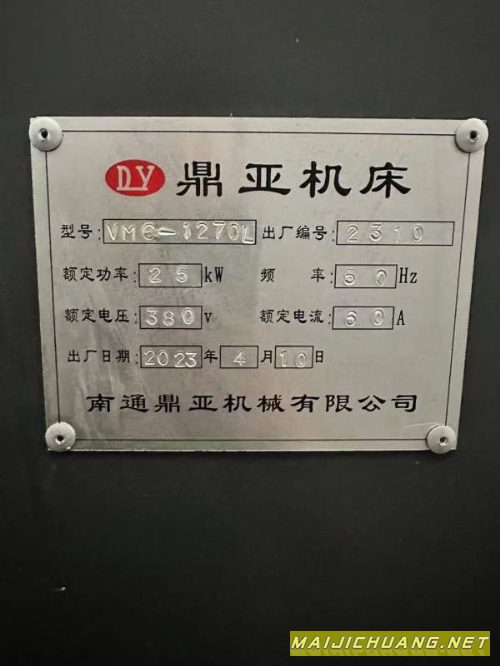 DY 鼎亚机床
型号: VMC-1270L 出厂编号: 2310
额定功率: 25 kW 频 率: 50 Hz
额定电压: 380 v 额定电流: 60 A
出厂日期: 2023 年 4 月 10 日
南通鼎亚机械有限公司
MAIJICHUANG.NET